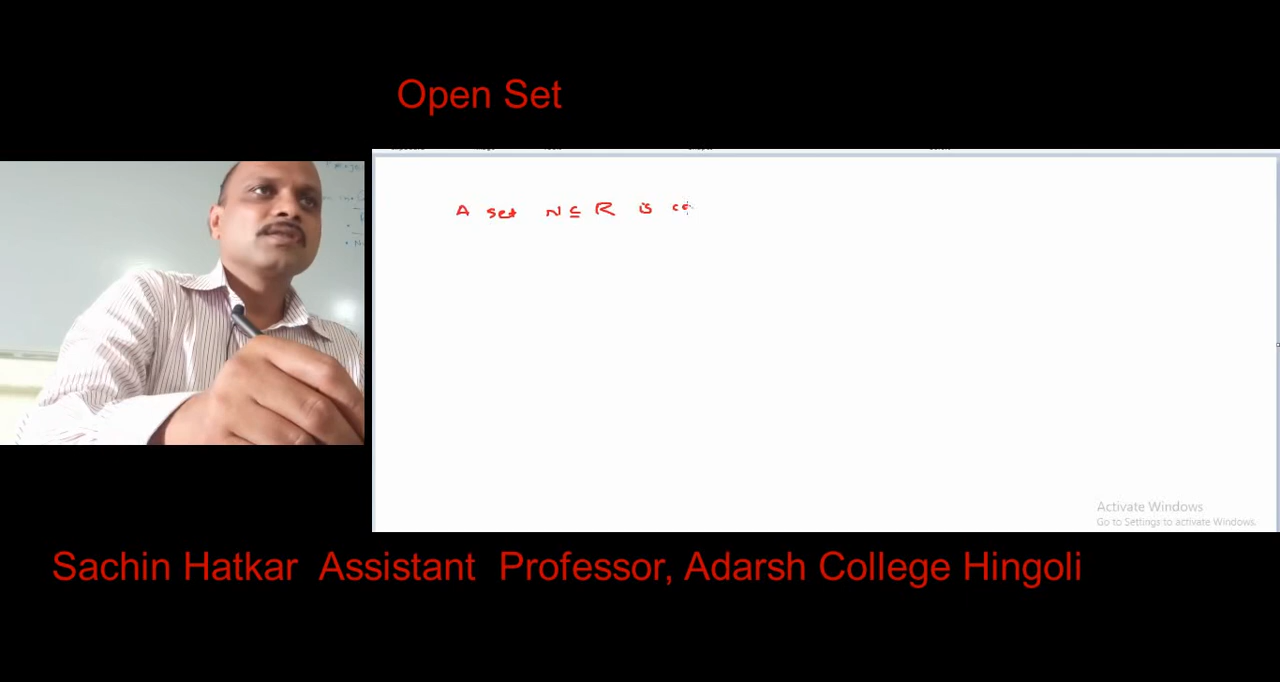 Open Set
A set N ⊆ R is
Activate Windows
Go to Settings to activate Windows.
Sachin Hatkar Assistant Professor, Adarsh College Hingoli